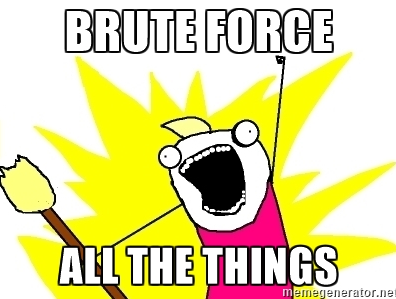 BRUTE FORCE
ALL THE THINGS
memegenerator.net